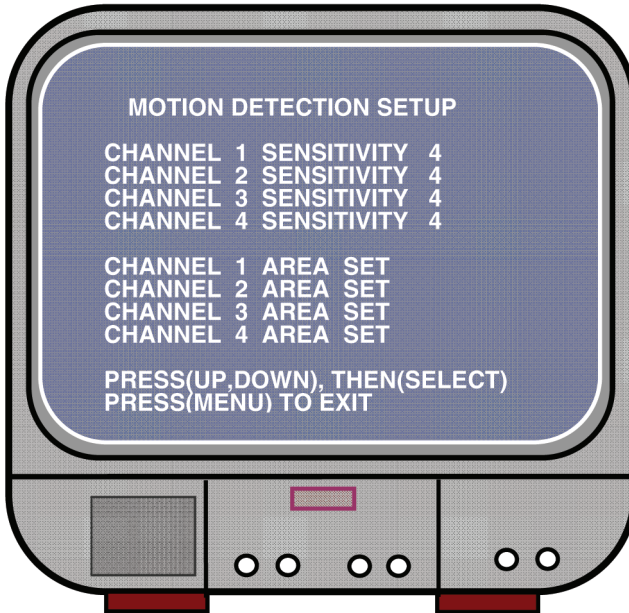 MOTION DETECTION SETUP
CHANNEL 1 SENSITIVITY 4
CHANNEL 2 SENSITIVITY 4
CHANNEL 3 SENSITIVITY 4
CHANNEL 4 SENSITIVITY 4
CHANNEL 1 AREA SET
CHANNEL 2 AREA SET
CHANNEL 3 AREA SET
CHANNEL 4 AREA SET
PRESS(UP,DOWN), THEN(SELECT)
PRESS(MENU) TO EXIT